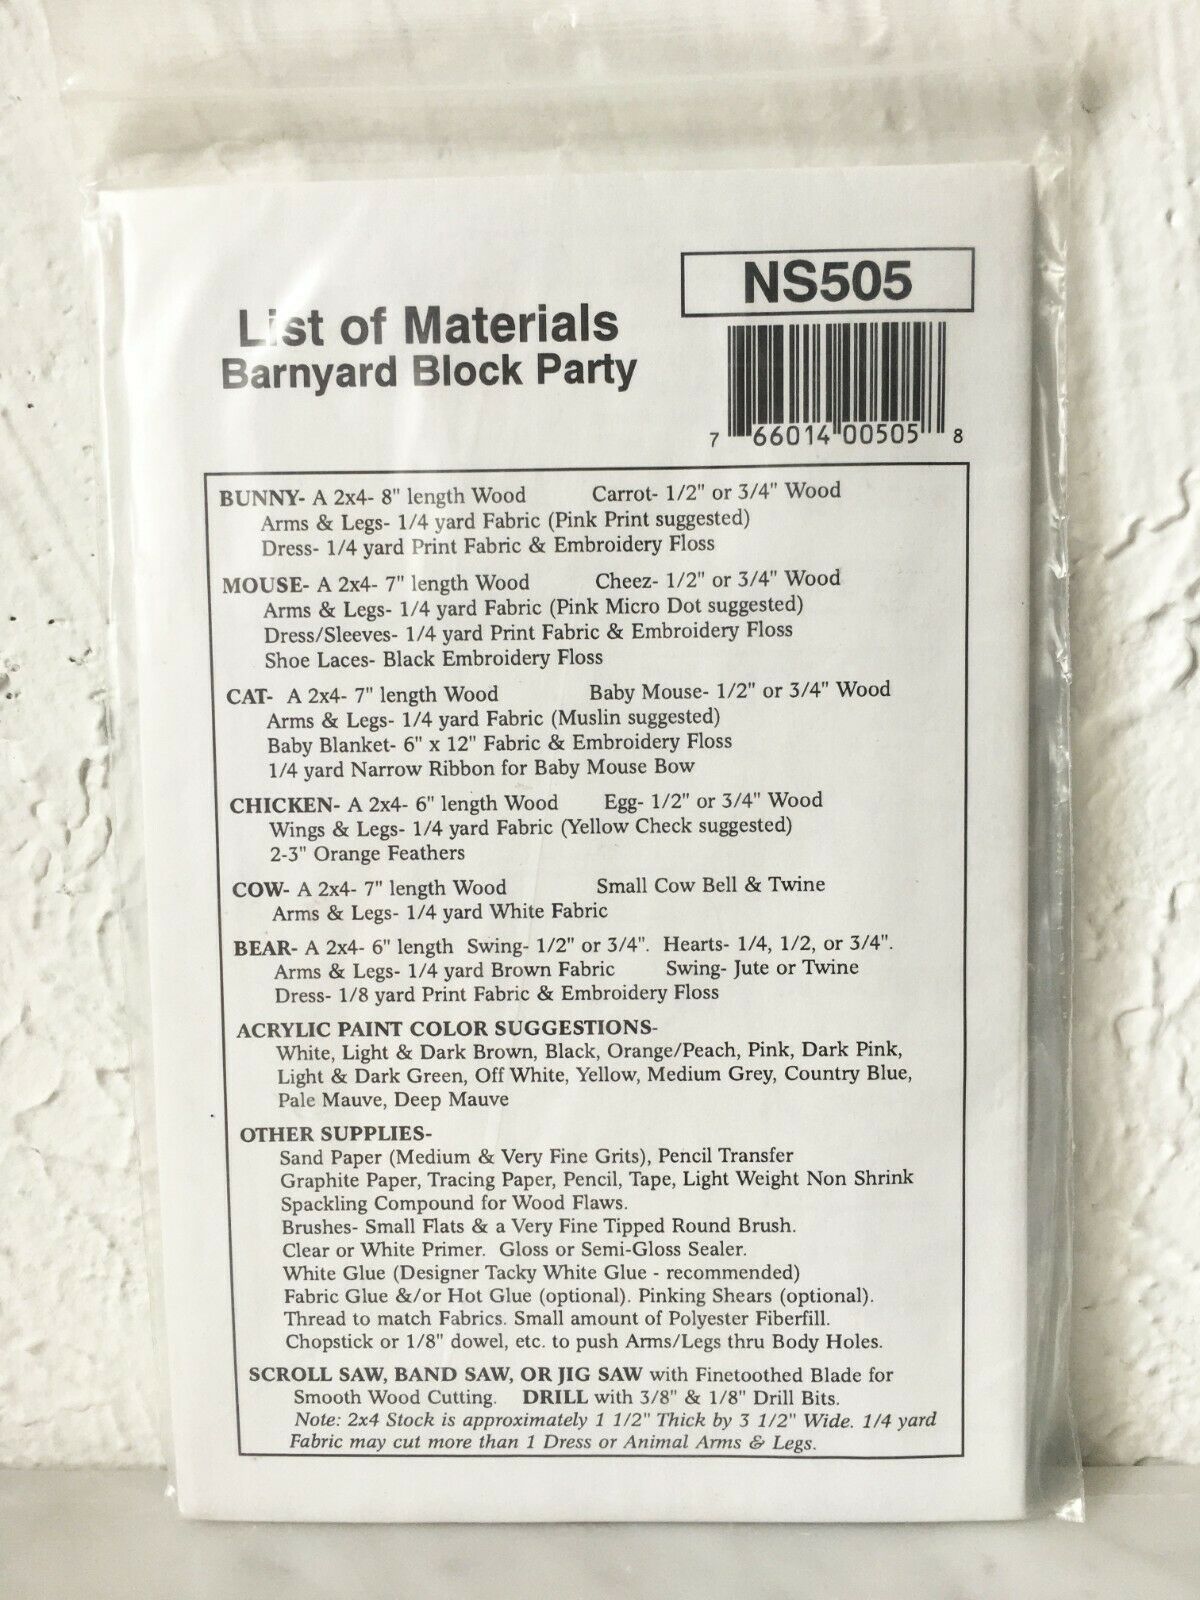 NS505
List of Materials
Barnyard Block Party
7 66014 00505 8
BUNNY- A 2x4- 8" length Wood Carrot- 1/2" or 3/4" Wood
Arms & Legs- 1/4 yard Fabric (Pink Print suggested)
Dress- 1/4 yard Print Fabric & Embroidery Floss
MOUSE- A 2x4- 7" length Wood Cheez- 1/2" or 3/4" Wood
Arms & Legs- 1/4 yard Fabric (Pink Micro Dot suggested)
Dress/Sleeves- 1/4 yard Print Fabric & Embroidery Floss
Shoe Laces- Black Embroidery Floss
CAT- A 2x4- 7" length Wood Baby Mouse- 1/2" or 3/4" Wood
Arms & Legs- 1/4 yard Fabric (Muslin suggested)
Baby Blanket- 6" x 12" Fabric & Embroidery Floss
1/4 yard Narrow Ribbon for Baby Mouse Bow
CHICKEN- A 2x4- 6" length Wood Egg- 1/2" or 3/4" Wood
Wings & Legs- 1/4 yard Fabric (Yellow Check suggested)
2-3" Orange Feathers
COW- A 2x4- 7" length Wood Small Cow Bell & Twine
Arms & Legs- 1/4 yard White Fabric
BEAR- A 2x4- 6" length Swing- 1/2" or 3/4". Hearts- 1/4, 1/2, or 3/4".
Arms & Legs- 1/4 yard Brown Fabric Swing- Jute or Twine
Dress- 1/8 yard Print Fabric & Embroidery Floss
ACRYLIC PAINT COLOR SUGGESTIONS-
White, Light & Dark Brown, Black, Orange/Peach, Pink, Dark Pink,
Light & Dark Green, Off White, Yellow, Medium Grey, Country Blue,
Pale Mauve, Deep Mauve
OTHER SUPPLIES-
Sand Paper (Medium & Very Fine Grits), Pencil Transfer
Graphite Paper, Tracing Paper, Pencil, Tape, Light Weight Non Shrink
Spackling Compound for Wood Flaws.
Brushes- Small Flats & a Very Fine Tipped Round Brush.
Clear or White Primer. Gloss or Semi-Gloss Sealer.
White Glue (Designer Tacky White Glue - recommended)
Fabric Glue &/or Hot Glue (optional). Pinking Shears (optional).
Thread to match Fabrics. Small amount of Polyester Fiberfill.
Chopstick or 1/8" dowel, etc. to push Arms/Legs thru Body Holes.
SCROLL SAW, BAND SAW, OR JIG SAW with Finetoothed Blade for
Smooth Wood Cutting. DRILL with 3/8" & 1/8" Drill Bits.
Note: 2x4 Stock is approximately 1 1/2" Thick by 3 1/2" Wide. 1/4 yard
Fabric may cut more than 1 Dress or Animal Arms & Legs.